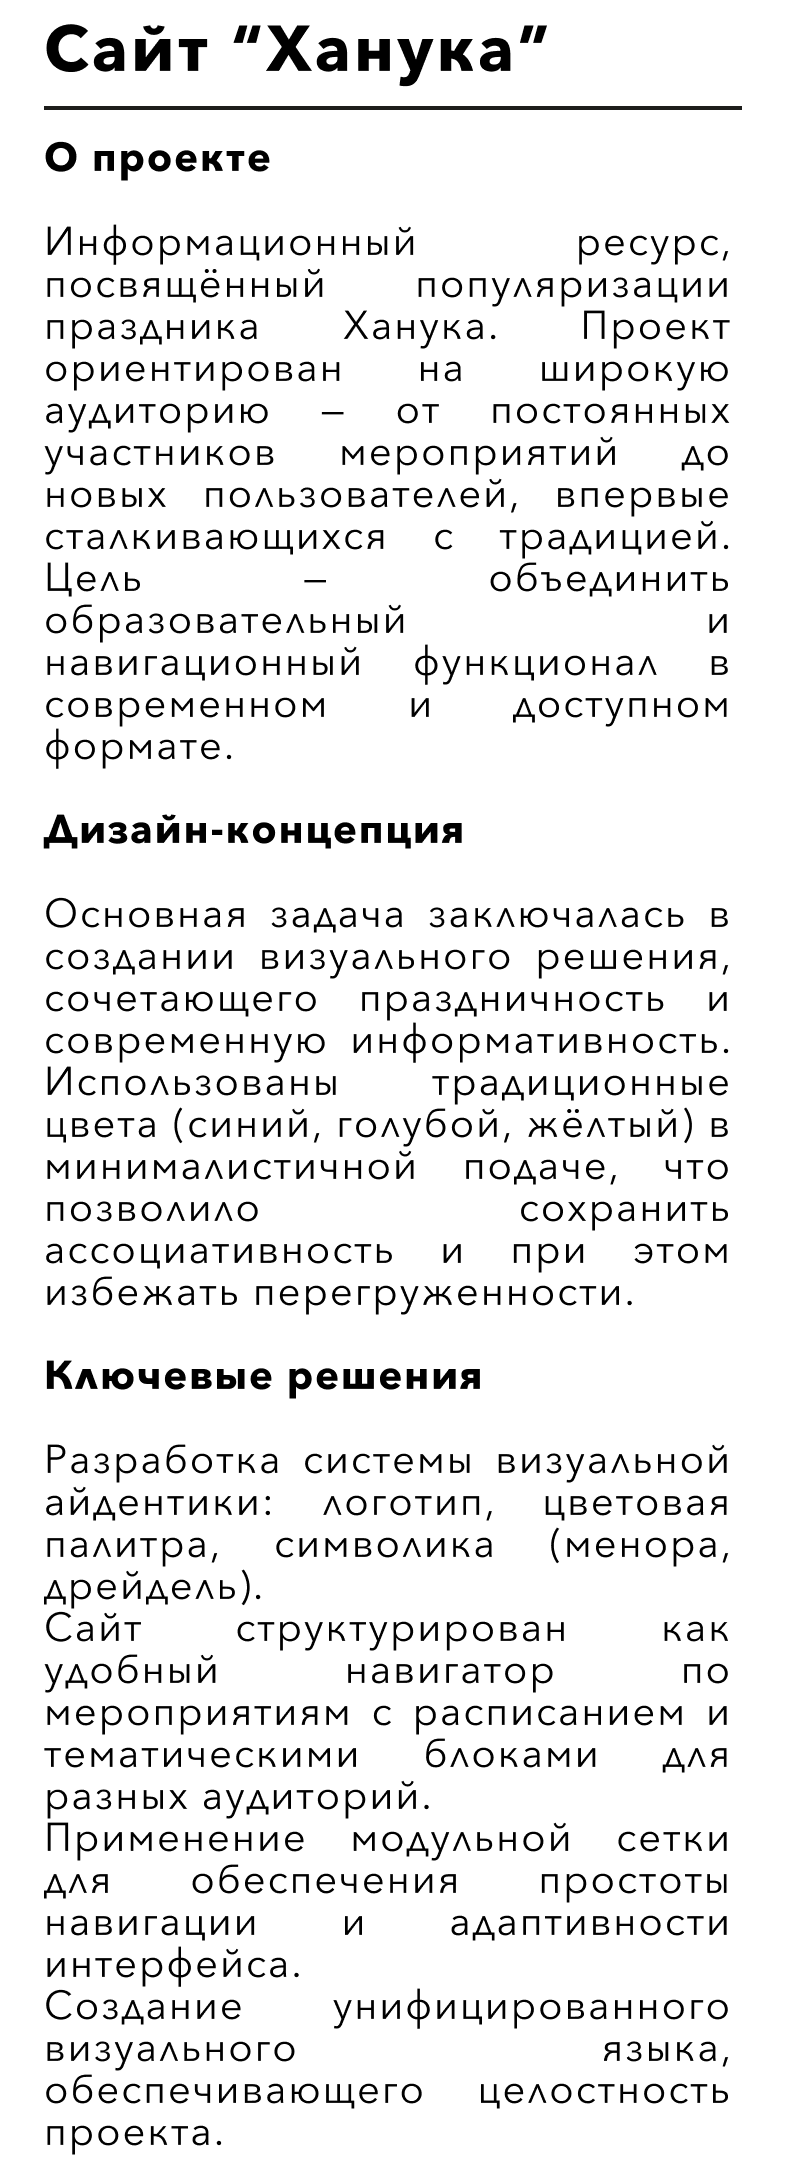 Сайт “Ханука”
О проекте
Информационный ресурс,
посвящённый популяризации
праздника Ханука. Проект
ориентирован на широкую
аудиторию – от постоянных
участников мероприятий до
новых пользователей, впервые
сталкивающихся с традицией.
Цель – объединить
образовательный и
навигационный функционал в
современном и доступном
формате.
Дизайн-концепция
Основная задача заключалась в
создании визуального решения,
сочетающего праздничность и
современную информативность.
Использованы традиционные
цвета (синий, голубой, жёлтый) в
минималистичной подаче, что
позволило сохранить
ассоциативность и при этом
избежать перегруженности.
Ключевые решения
Разработка системы визуальной
айдентики: логотип, цветовая
палитра, символика (менора,
дрейдель).
Сайт структурирован как
удобный навигатор по
мероприятиям с расписанием и
тематическими блоками для
разных аудиторий.
Применение модульной сетки
для обеспечения простоты
навигации и адаптивности
интерфейса.
Создание унифицированного
визуального языка,
обеспечивающего целостность
проекта.